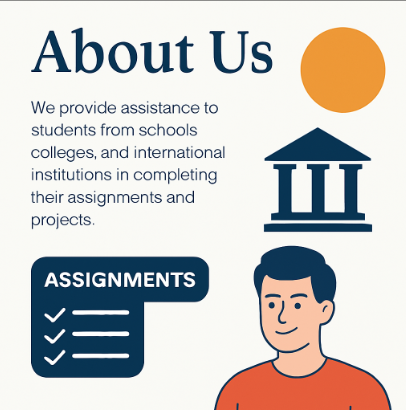 About Us
We provide assistance to
students from schools
colleges, and international
institutions in completing
their assignments and
projects.
ASSIGNMENTS